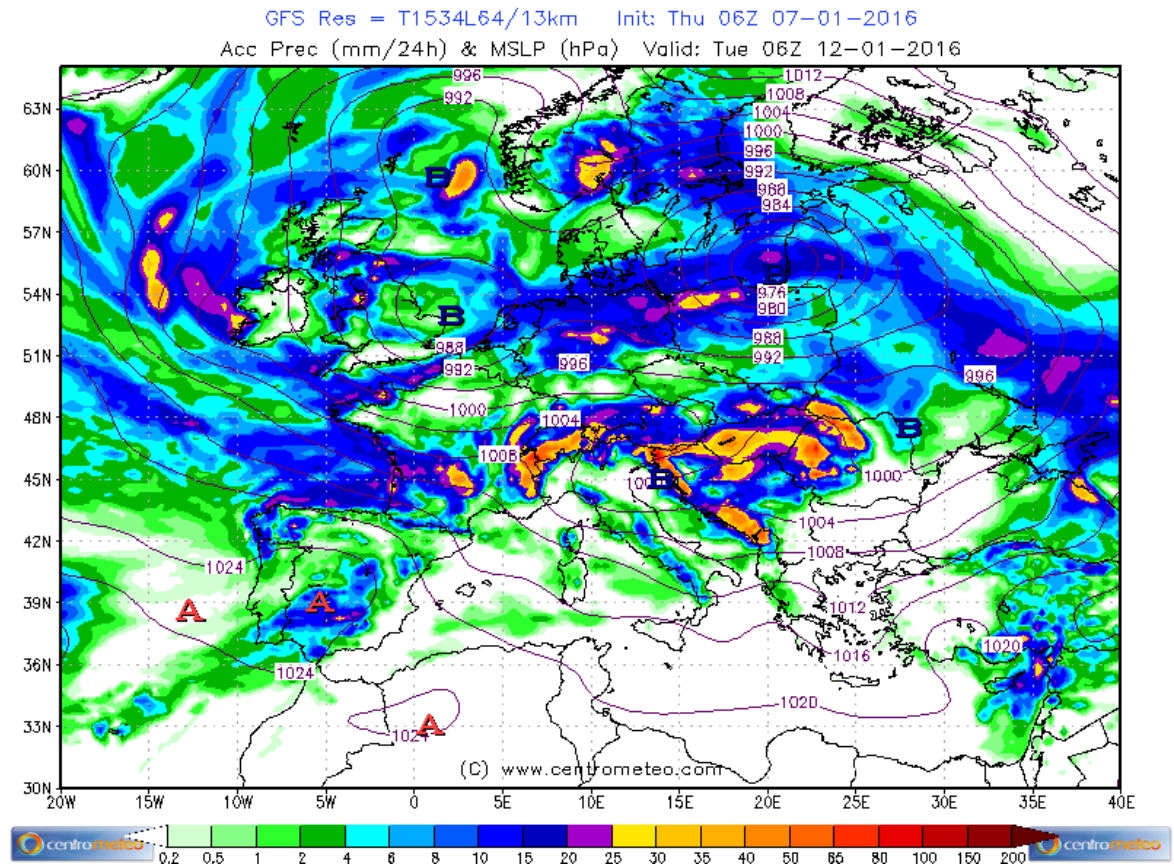 GFS Res = T1534L64/13km Init: Thu 06Z 07-01-2016
Acc Prec (mm/24h) & MSLP (hPa) Valid: Tue 06Z 12-01-2016
996 1012
992 1008
63N 1004
1000
996
60N B 992
988
984
57N
B
54N 976
B 980
988 988
51N 992 996 992
996
1000
48N 1004 B
1008
45N B 1000
1004
42N 1008
1024
39N A A 1012
1016 1020
36N 1024
1020
33N A
1024
(C) www.centrometeo.com
30N
20W 15W 10W 5W 0 5E 10E 15E 20E 25E 30E 35E 40E
centrometeo 0.2 0.5 1 2 4 6 8 10 15 20 25 30 35 40 50 65 80 100 150 200 centrometeo